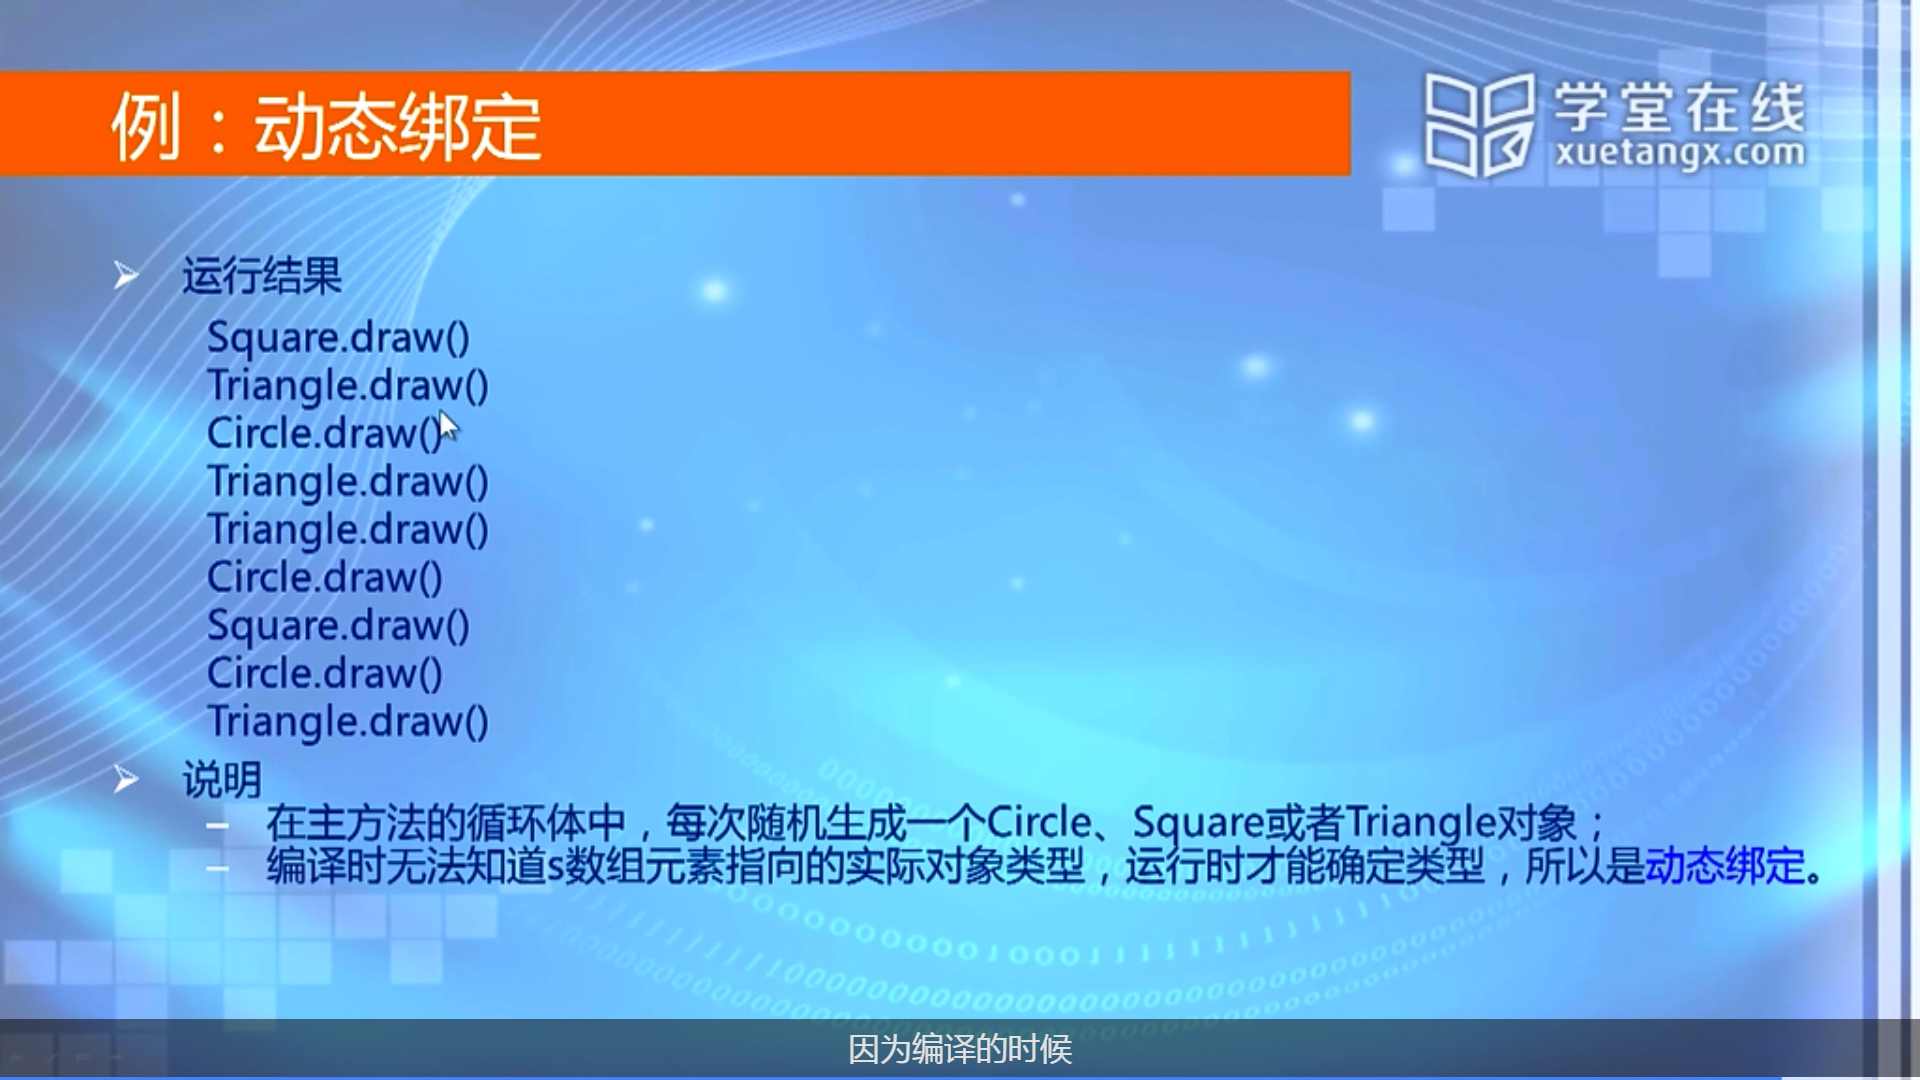 例：动态绑定
学堂在线
xuetangx.com
运行结果
Square.draw()
Triangle.draw()
Circle.draw()
Triangle.draw()
Triangle.draw()
Circle.draw()
Square.draw()
Circle.draw()
Triangle.draw()
说明
– 在主方法的循环体中，每次随机生成一个Circle、Square或者Triangle对象；
– 编译时无法知道s数组元素指向的实际对象类型，运行时才能确定类型，所以是动态绑定。
因为编译的时候